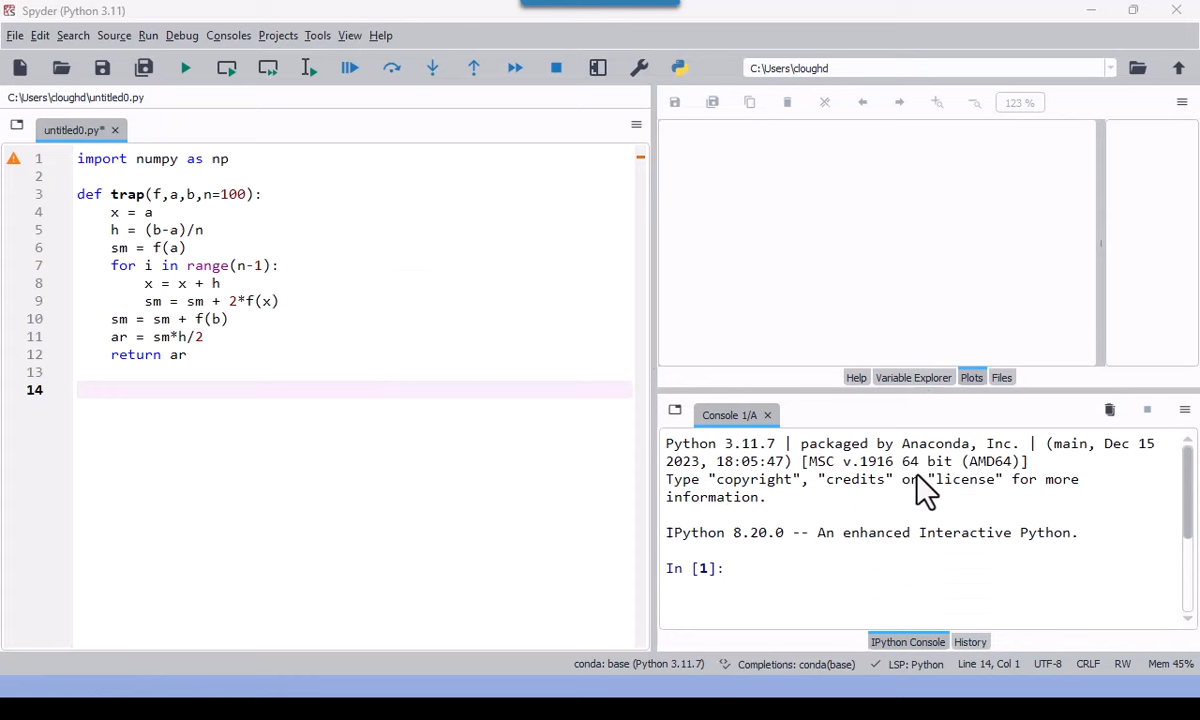 Spyder (Python 3.11)
File Edit Search Source Run Debug Consoles Projects Tools View Help
C:\Users\cloughd
C:\Users\cloughd\untitled0.py
123 %
untitled0.py*
1 import numpy as np
2
3 def trap(f,a,b,n=100):
4 x = a
5 h = (b-a)/n
6 sm = f(a)
7 for i in range(n-1):
8 x = x + h
9 sm = sm + 2*f(x)
10 sm = sm + f(b)
11 ar = sm*h/2
12 return ar
13
14
Help Variable Explorer Plots Files
Console 1/A
Python 3.11.7 | packaged by Anaconda, Inc. | (main, Dec 15
2023, 18:05:47) [MSC v.1916 64 bit (AMD64)]
Type "copyright", "credits" or "license" for more
information.
IPython 8.20.0 -- An enhanced Interactive Python.
In [1]:
IPython Console History
conda: base (Python 3.11.7) Completions: conda(base) LSP: Python Line 14, Col 1 UTF-8 CRLF RW Mem 45%